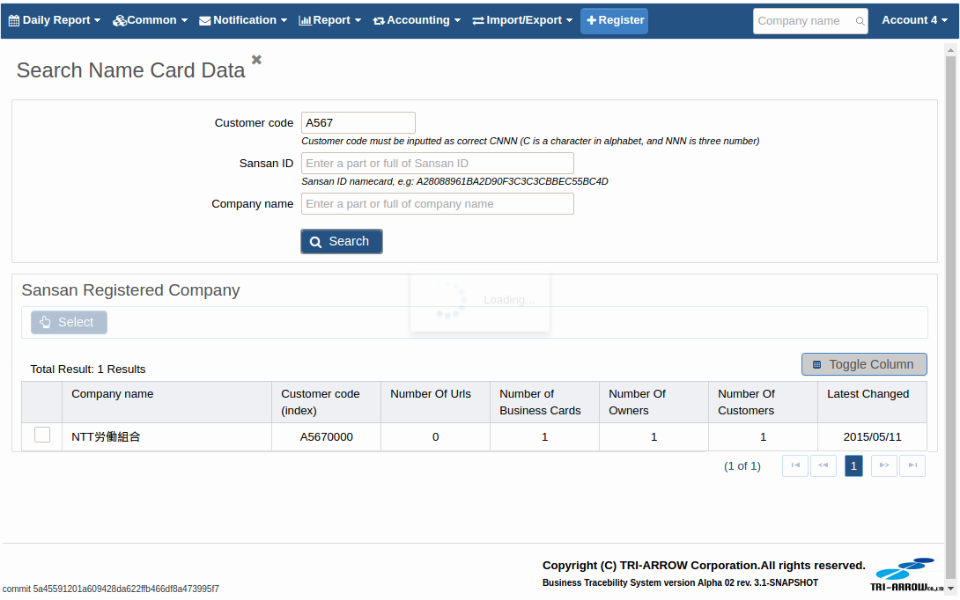 Daily Report Common Notification Report Accounting Import/Export Register Company name Account 4
Search Name Card Data
Customer code A567
Customer code must be inputted as correct CNNN (C is a character in alphabet, and NNN is three number)
Sansan ID Enter a part or full of Sansan ID
Sansan ID namecard, e.g: A28088961BA2D90F3C3C3CBBEC55BC4D
Company name Enter a part or full of company name
Search
Sansan Registered Company
Loading...
Select
Total Result: 1 Results
Toggle Column
Company name Customer code (index) Number Of Urls Number of Business Cards Number Of Owners Number Of Customers Latest Changed
NTT労働組合 A5670000 0 1 1 1 2015/05/11
(1 of 1) 1
Copyright (C) TRI-ARROW Corporation.All rights reserved.
Business Tracebility System version Alpha 02 rev. 3.1-SNAPSHOT
TRI-ARROW CO.,LTD
commit 5a45591201a609428da622ffb466df8a473995f7